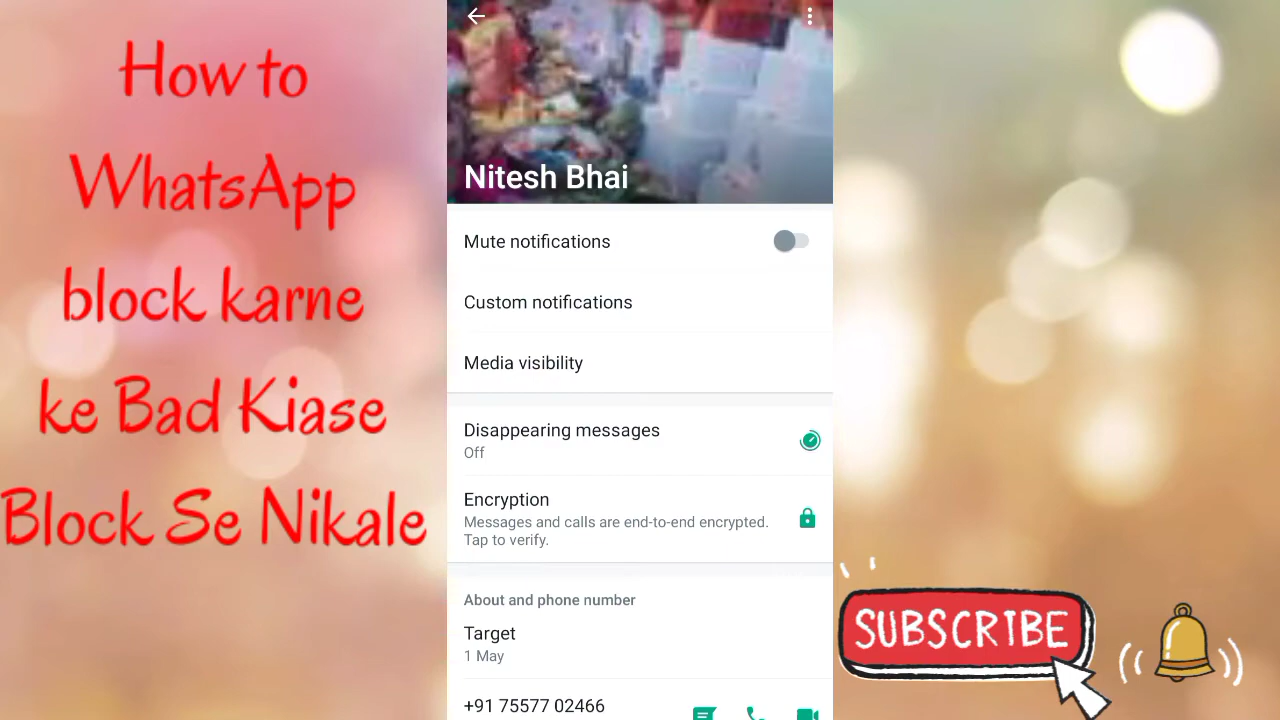 How to
WhatsApp
block karne
ke Bad Kiase
Block Se Nikale
Nitesh Bhai
Mute notifications
Custom notifications
Media visibility
Disappearing messages
Off
Encryption
Messages and calls are end-to-end encrypted.
Tap to verify.
About and phone number
Target
1 May
+91 75577 02466
SUBSCRIBE